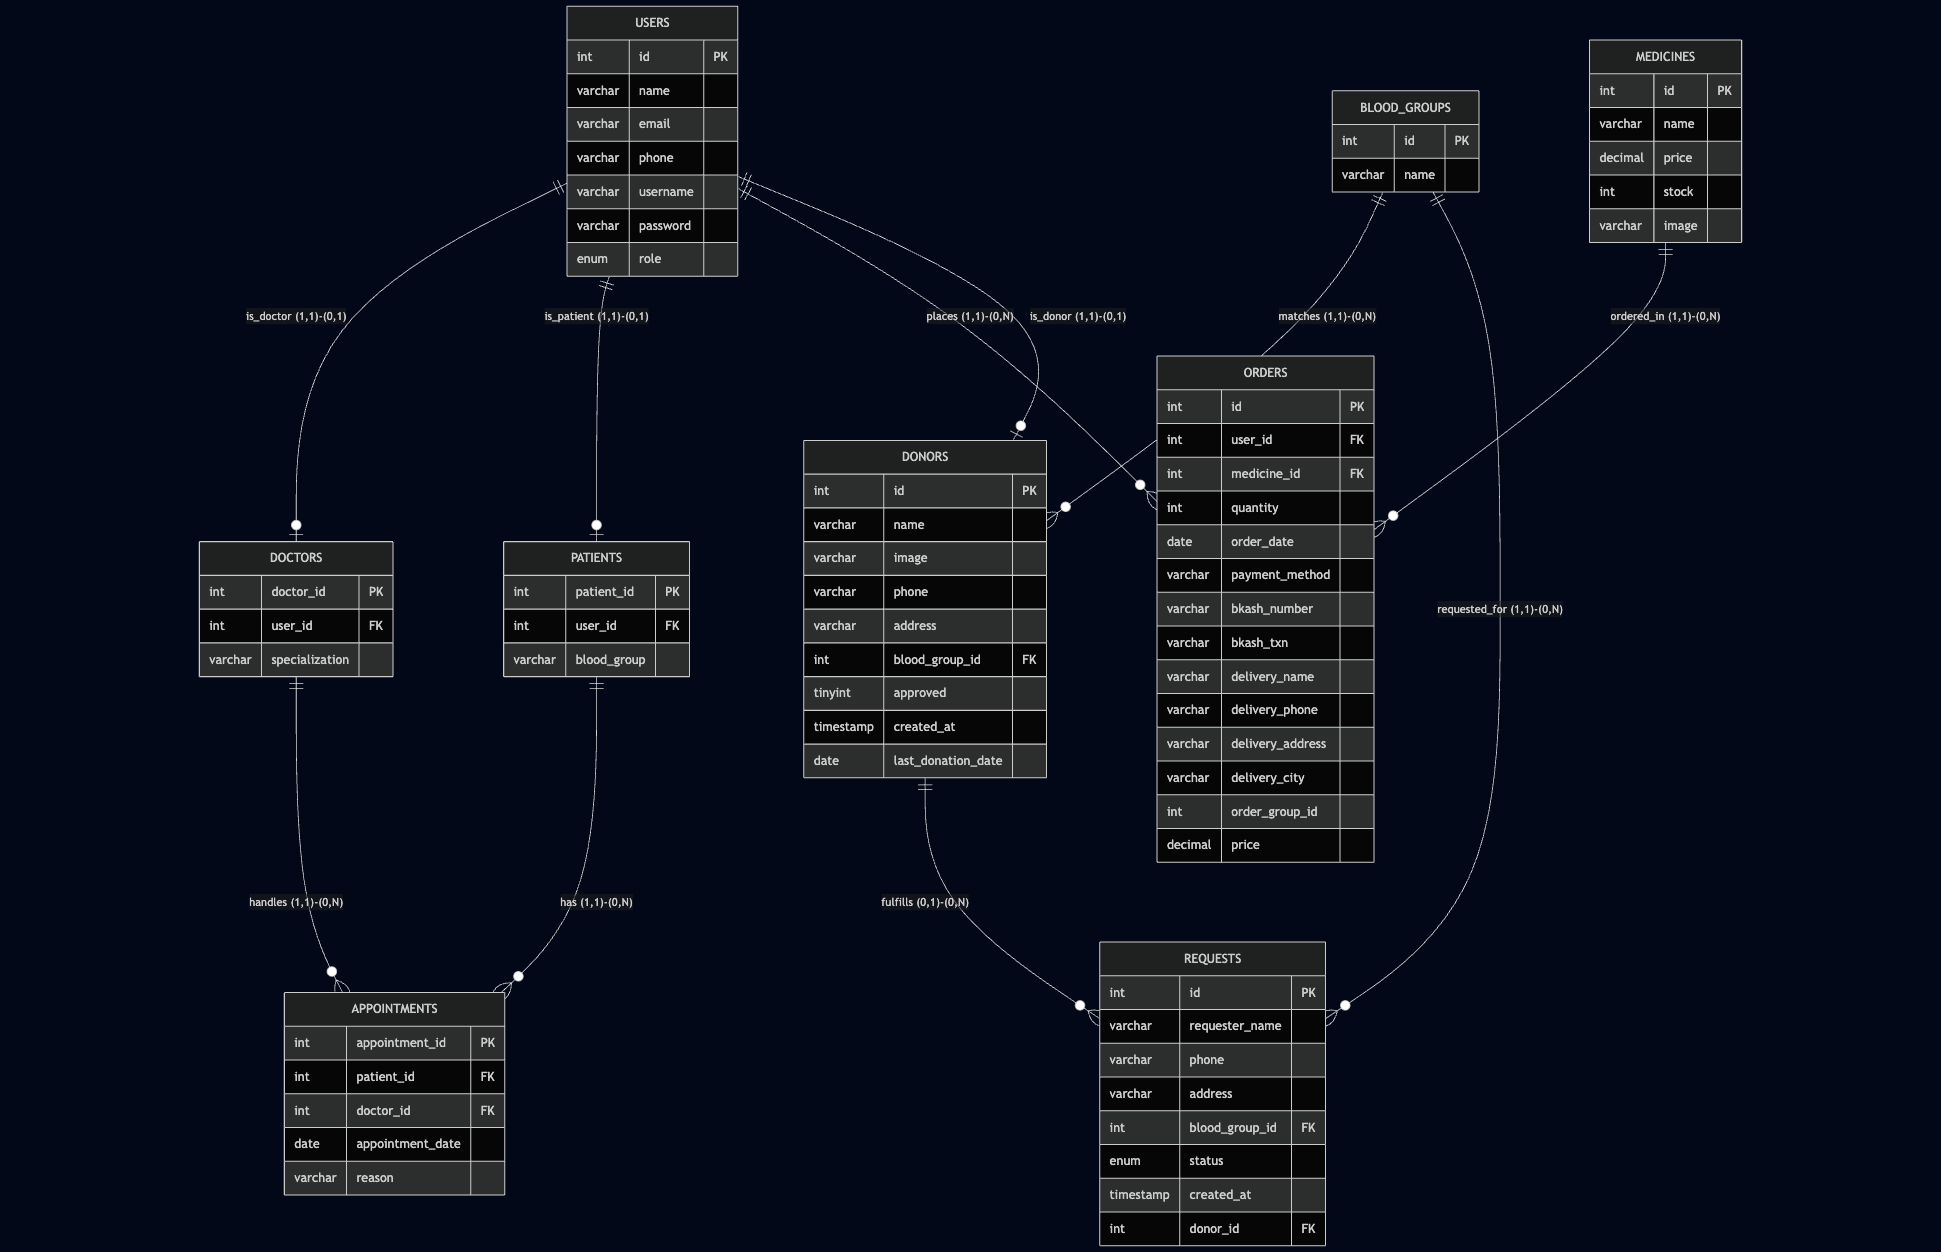 USERS
int id PK
varchar name
varchar email
varchar phone
varchar username
varchar password
enum role
MEDICINES
int id PK
varchar name
decimal price
int stock
varchar image
BLOOD_GROUPS
int id PK
varchar name
is_doctor (1,1)-(0,1)
is_patient (1,1)-(0,1)
places (1,1)-(0,N)
is_donor (1,1)-(0,1)
matches (1,1)-(0,N)
ordered_in (1,1)-(0,N)
ORDERS
int id PK
int user_id FK
int medicine_id FK
int quantity
date order_date
varchar payment_method
varchar bkash_number
varchar bkash_txn
varchar delivery_name
varchar delivery_phone
varchar delivery_address
varchar delivery_city
int order_group_id
decimal price
DONORS
int id PK
varchar name
varchar image
varchar phone
varchar address
int blood_group_id FK
tinyint approved
timestamp created_at
date last_donation_date
DOCTORS
int doctor_id PK
int user_id FK
varchar specialization
PATIENTS
int patient_id PK
int user_id FK
varchar blood_group
requested_for (1,1)-(0,N)
handles (1,1)-(0,N)
has (1,1)-(0,N)
fulfills (0,1)-(0,N)
APPOINTMENTS
int appointment_id PK
int patient_id FK
int doctor_id FK
date appointment_date
varchar reason
REQUESTS
int id PK
varchar requester_name
varchar phone
varchar address
int blood_group_id FK
enum status
timestamp created_at
int donor_id FK